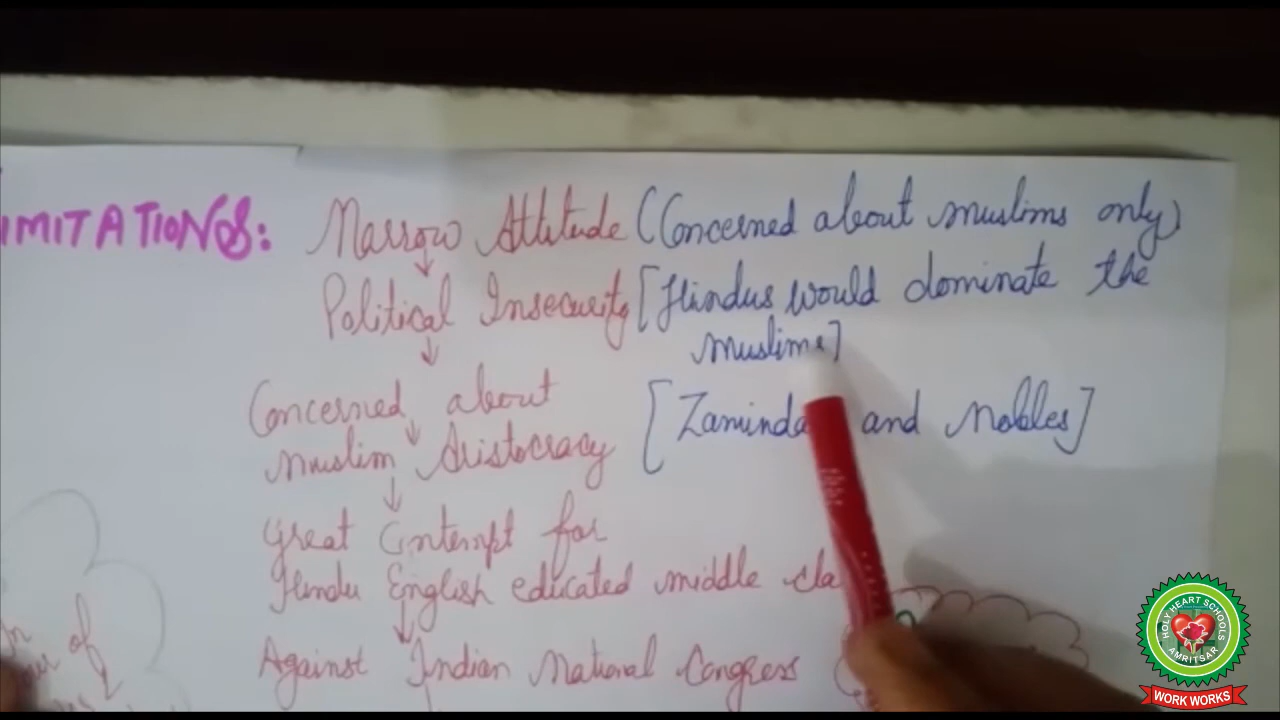 IMITATIONS: Narrow Attitude (Concerned about muslims only)
Political Insecurity [Hindus would dominate the
muslims]
Concerned about
Muslim Aristocracy [Zamindar and Nobles]
Great Contempt for
Hindu English educated middle cla
Against Indian National Congress
of
HOLY HEART SCHOOLS
AMRITSAR
WORK WORKS